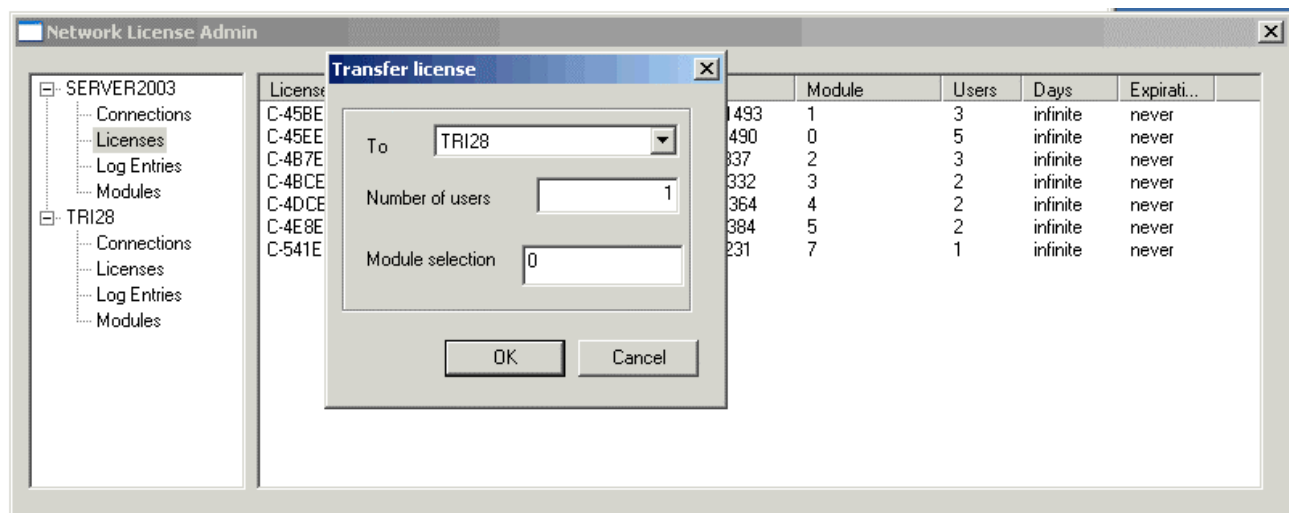 Network License Admin
SERVER2003
Connections
Licenses
Log Entries
Modules
TRI28
Connections
Licenses
Log Entries
Modules
Transfer license
To TRI28
Number of users 1
Module selection 0
OK Cancel
License Module Users Days Expirati...
C-45BE 1493 1 3 infinite never
C-45EE 490 0 5 infinite never
C-4B7E 337 2 3 infinite never
C-4BCE 332 3 2 infinite never
C-4DCE 364 4 2 infinite never
C-4E8E 384 5 2 infinite never
C-541E 231 7 1 infinite never